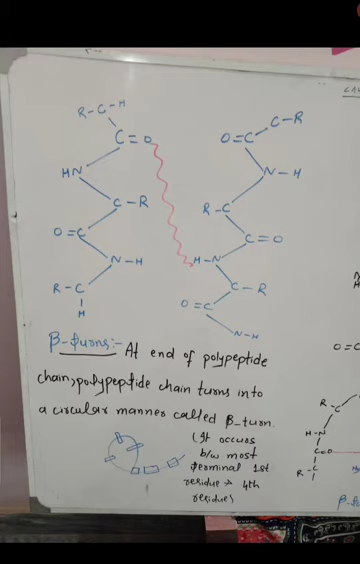 R-C-H
C=O
HN
C-R
O=C
N-H
R-C
H
C-R
O=C
N-H
R-C
C=O
H-N
C-R
O=C
N-H
β-turns:- At end of polypeptide
chain, polypeptide chain turns into
a circular manner called β-turn.
(It occurs
b/w most
terminal 1st
residue > 4th
residue)
O=C
R-C
H-N
C=O
R-C